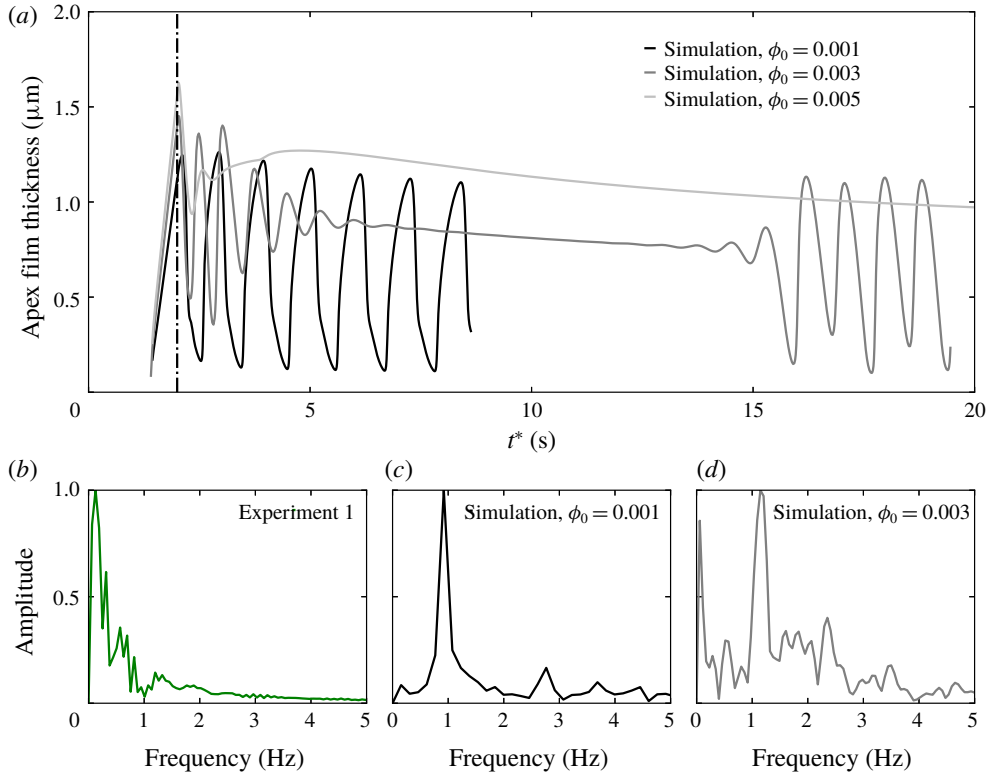 (a)
2.0
1.5
1.0
0.5
0
5
10
15
20
Apex film thickness (μm)
t* (s)
Simulation, ϕ₀ = 0.001
Simulation, ϕ₀ = 0.003
Simulation, ϕ₀ = 0.005
(b)
1.0
0.5
0
1
2
3
4
5
Amplitude
Frequency (Hz)
Experiment 1
(c)
0
1
2
3
4
5
Frequency (Hz)
Simulation, ϕ₀ = 0.001
(d)
0
1
2
3
4
5
Frequency (Hz)
Simulation, ϕ₀ = 0.003